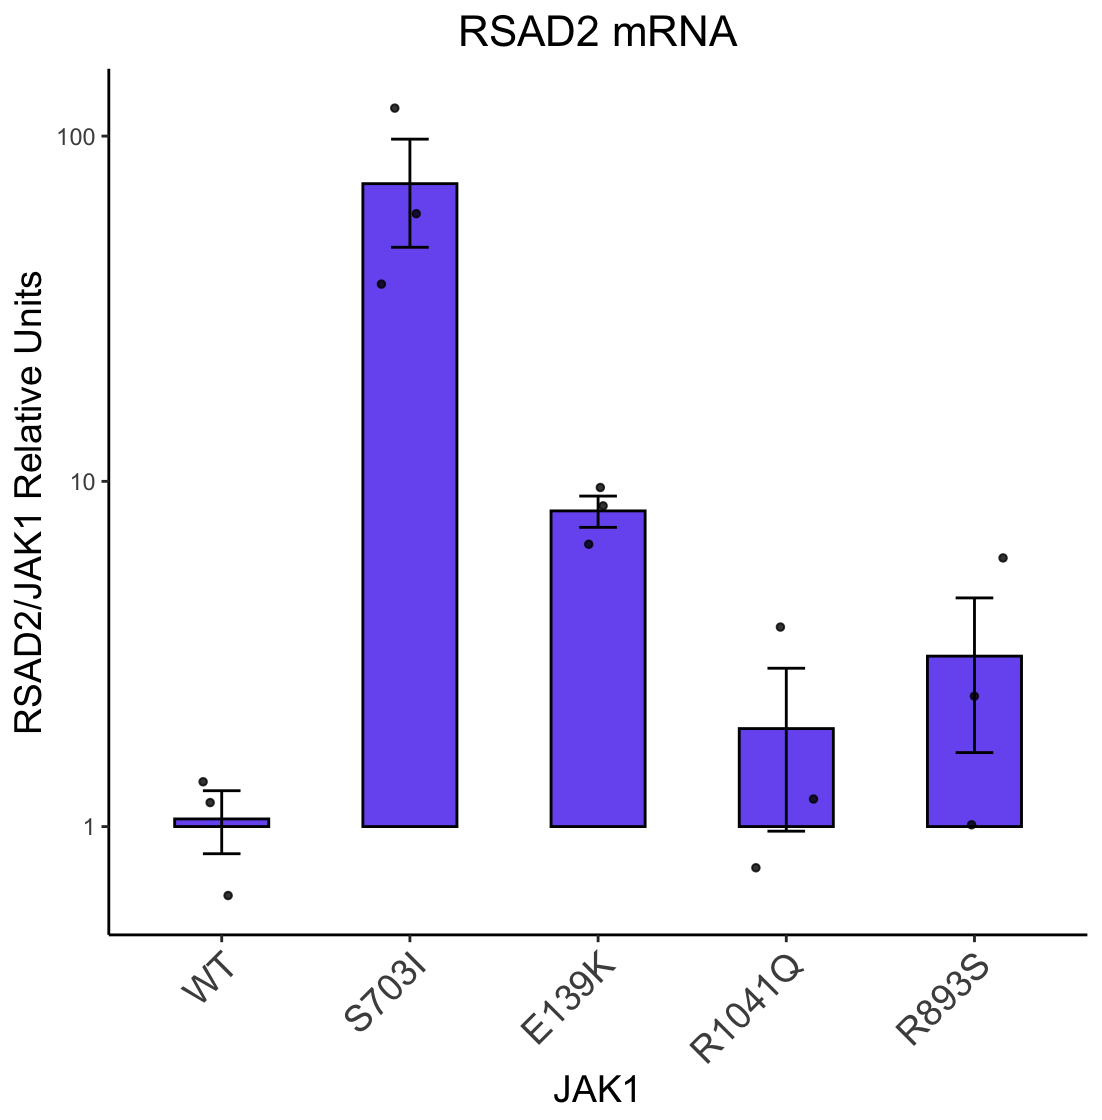 RSAD2 mRNA
RSAD2/JAK1 Relative Units
100
10
1
WT
S703I
E139K
R1041Q
R893S
JAK1